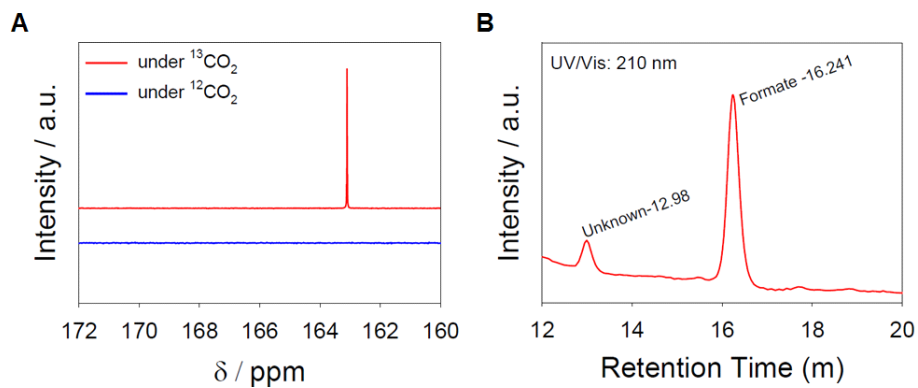 A
under ¹³CO₂
under ¹²CO₂
Intensity / a.u.
172 170 168 166 164 162 160
δ / ppm
B
UV/Vis: 210 nm
Formate -16.241
Unknown-12.98
Intensity / a.u.
12 14 16 18 20
Retention Time (m)